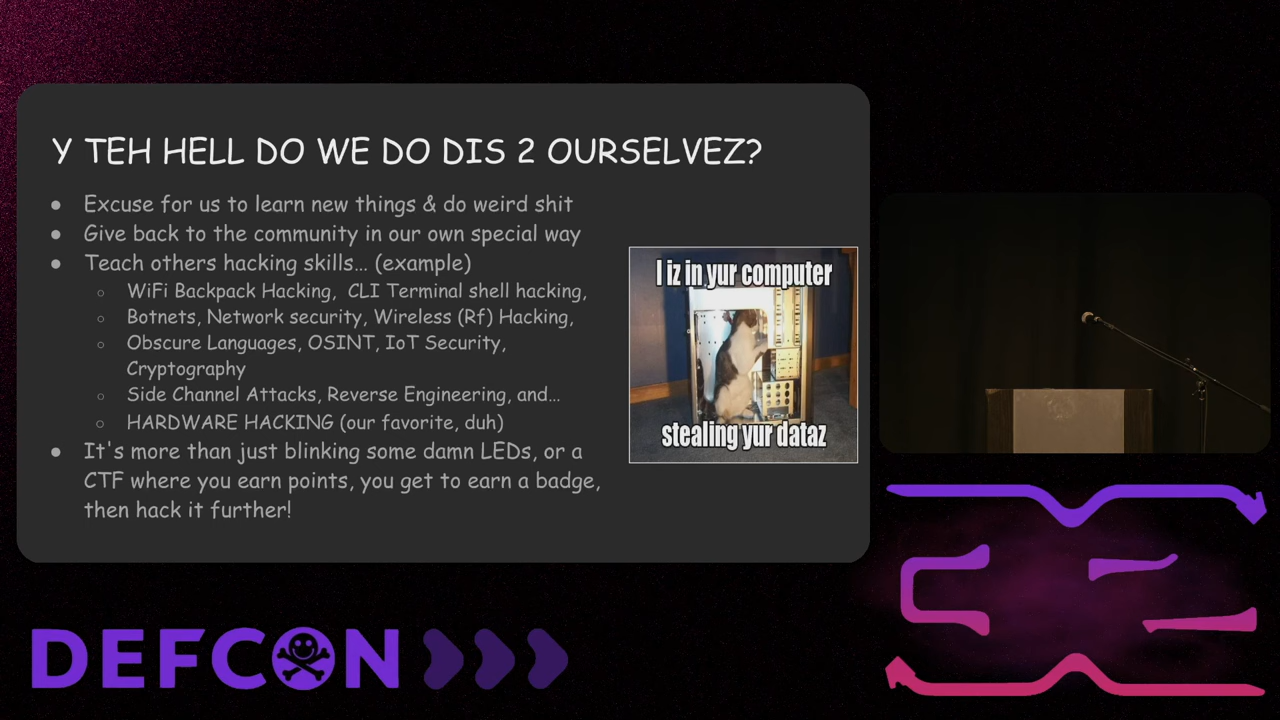 Y TEH HELL DO WE DO DIS 2 OURSELVEZ?
● Excuse for us to learn new things & do weird shit
● Give back to the community in our own special way
● Teach others hacking skills... (example)
○ WiFi Backpack Hacking, CLI Terminal shell hacking,
○ Botnets, Network security, Wireless (Rf) Hacking,
○ Obscure Languages, OSINT, IoT Security,
Cryptography
○ Side Channel Attacks, Reverse Engineering, and...
○ HARDWARE HACKING (our favorite, duh)
● It's more than just blinking some damn LEDs, or a
CTF where you earn points, you get to earn a badge,
then hack it further!
I iz in yur computer
stealing yur dataz
DEFCON